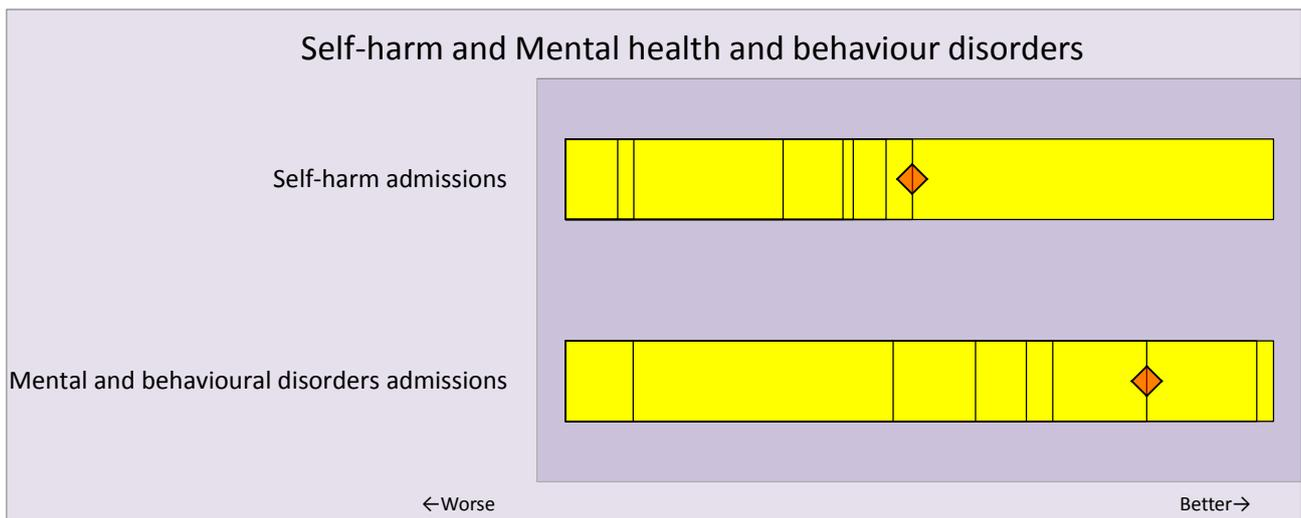 Self-harm and Mental health and behaviour disorders
Self-harm admissions
Mental and behavioural disorders admissions
←Worse
Better→